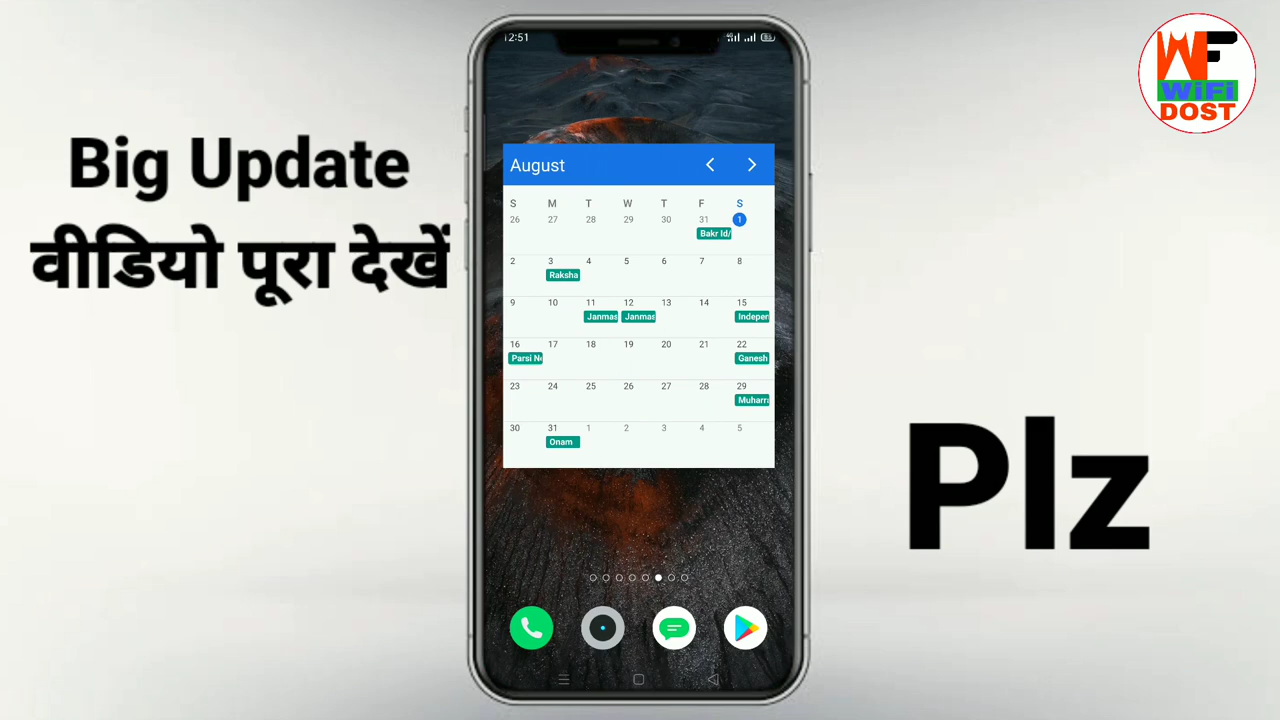 12:51
WF
WiFi
DOST
Big Update
वीडियो पूरा देखें
August
S M T W T F S
26 27 28 29 30 31 1
Bakr Id/
2 3 4 5 6 7 8
Raksha
9 10 11 12 13 14 15
Janmas Janmas Indepen
16 17 18 19 20 21 22
Parsi Ne Ganesh
23 24 25 26 27 28 29
Muharra
30 31 1 2 3 4 5
Onam
Plz